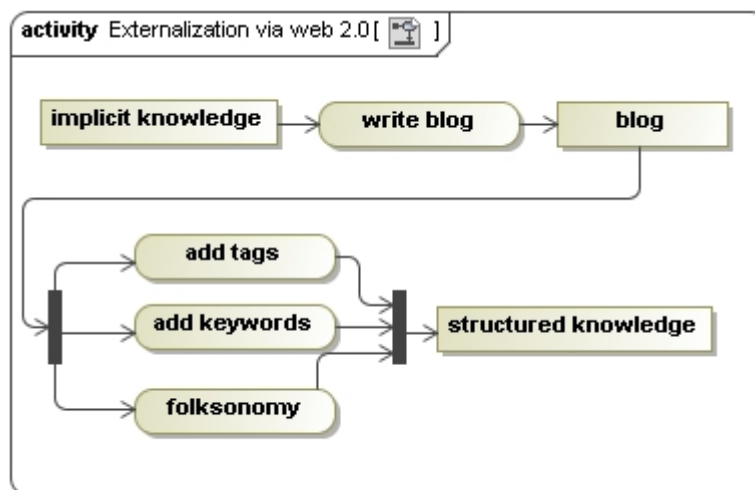 activity Externalization via web 2.0[ ]
implicit knowledge
write blog
blog
add tags
add keywords
structured knowledge
folksonomy